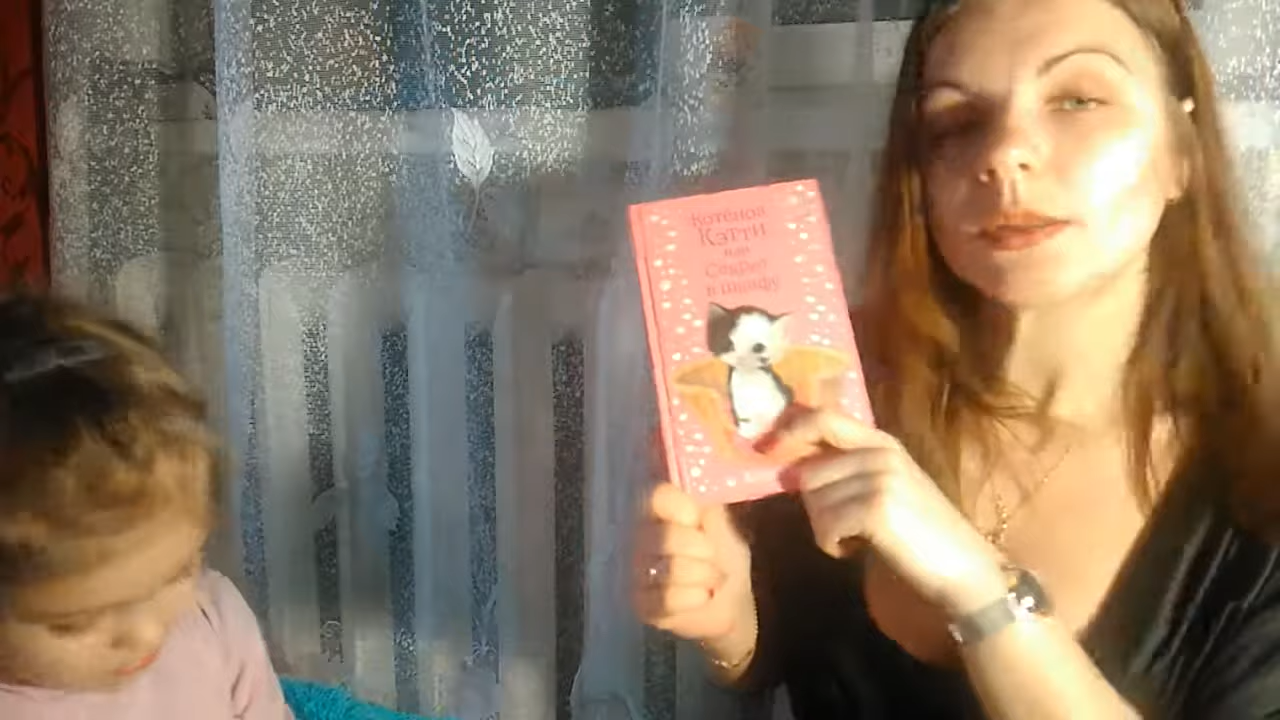 Котёнок
Кэтти
или
Секрет
в шкафу